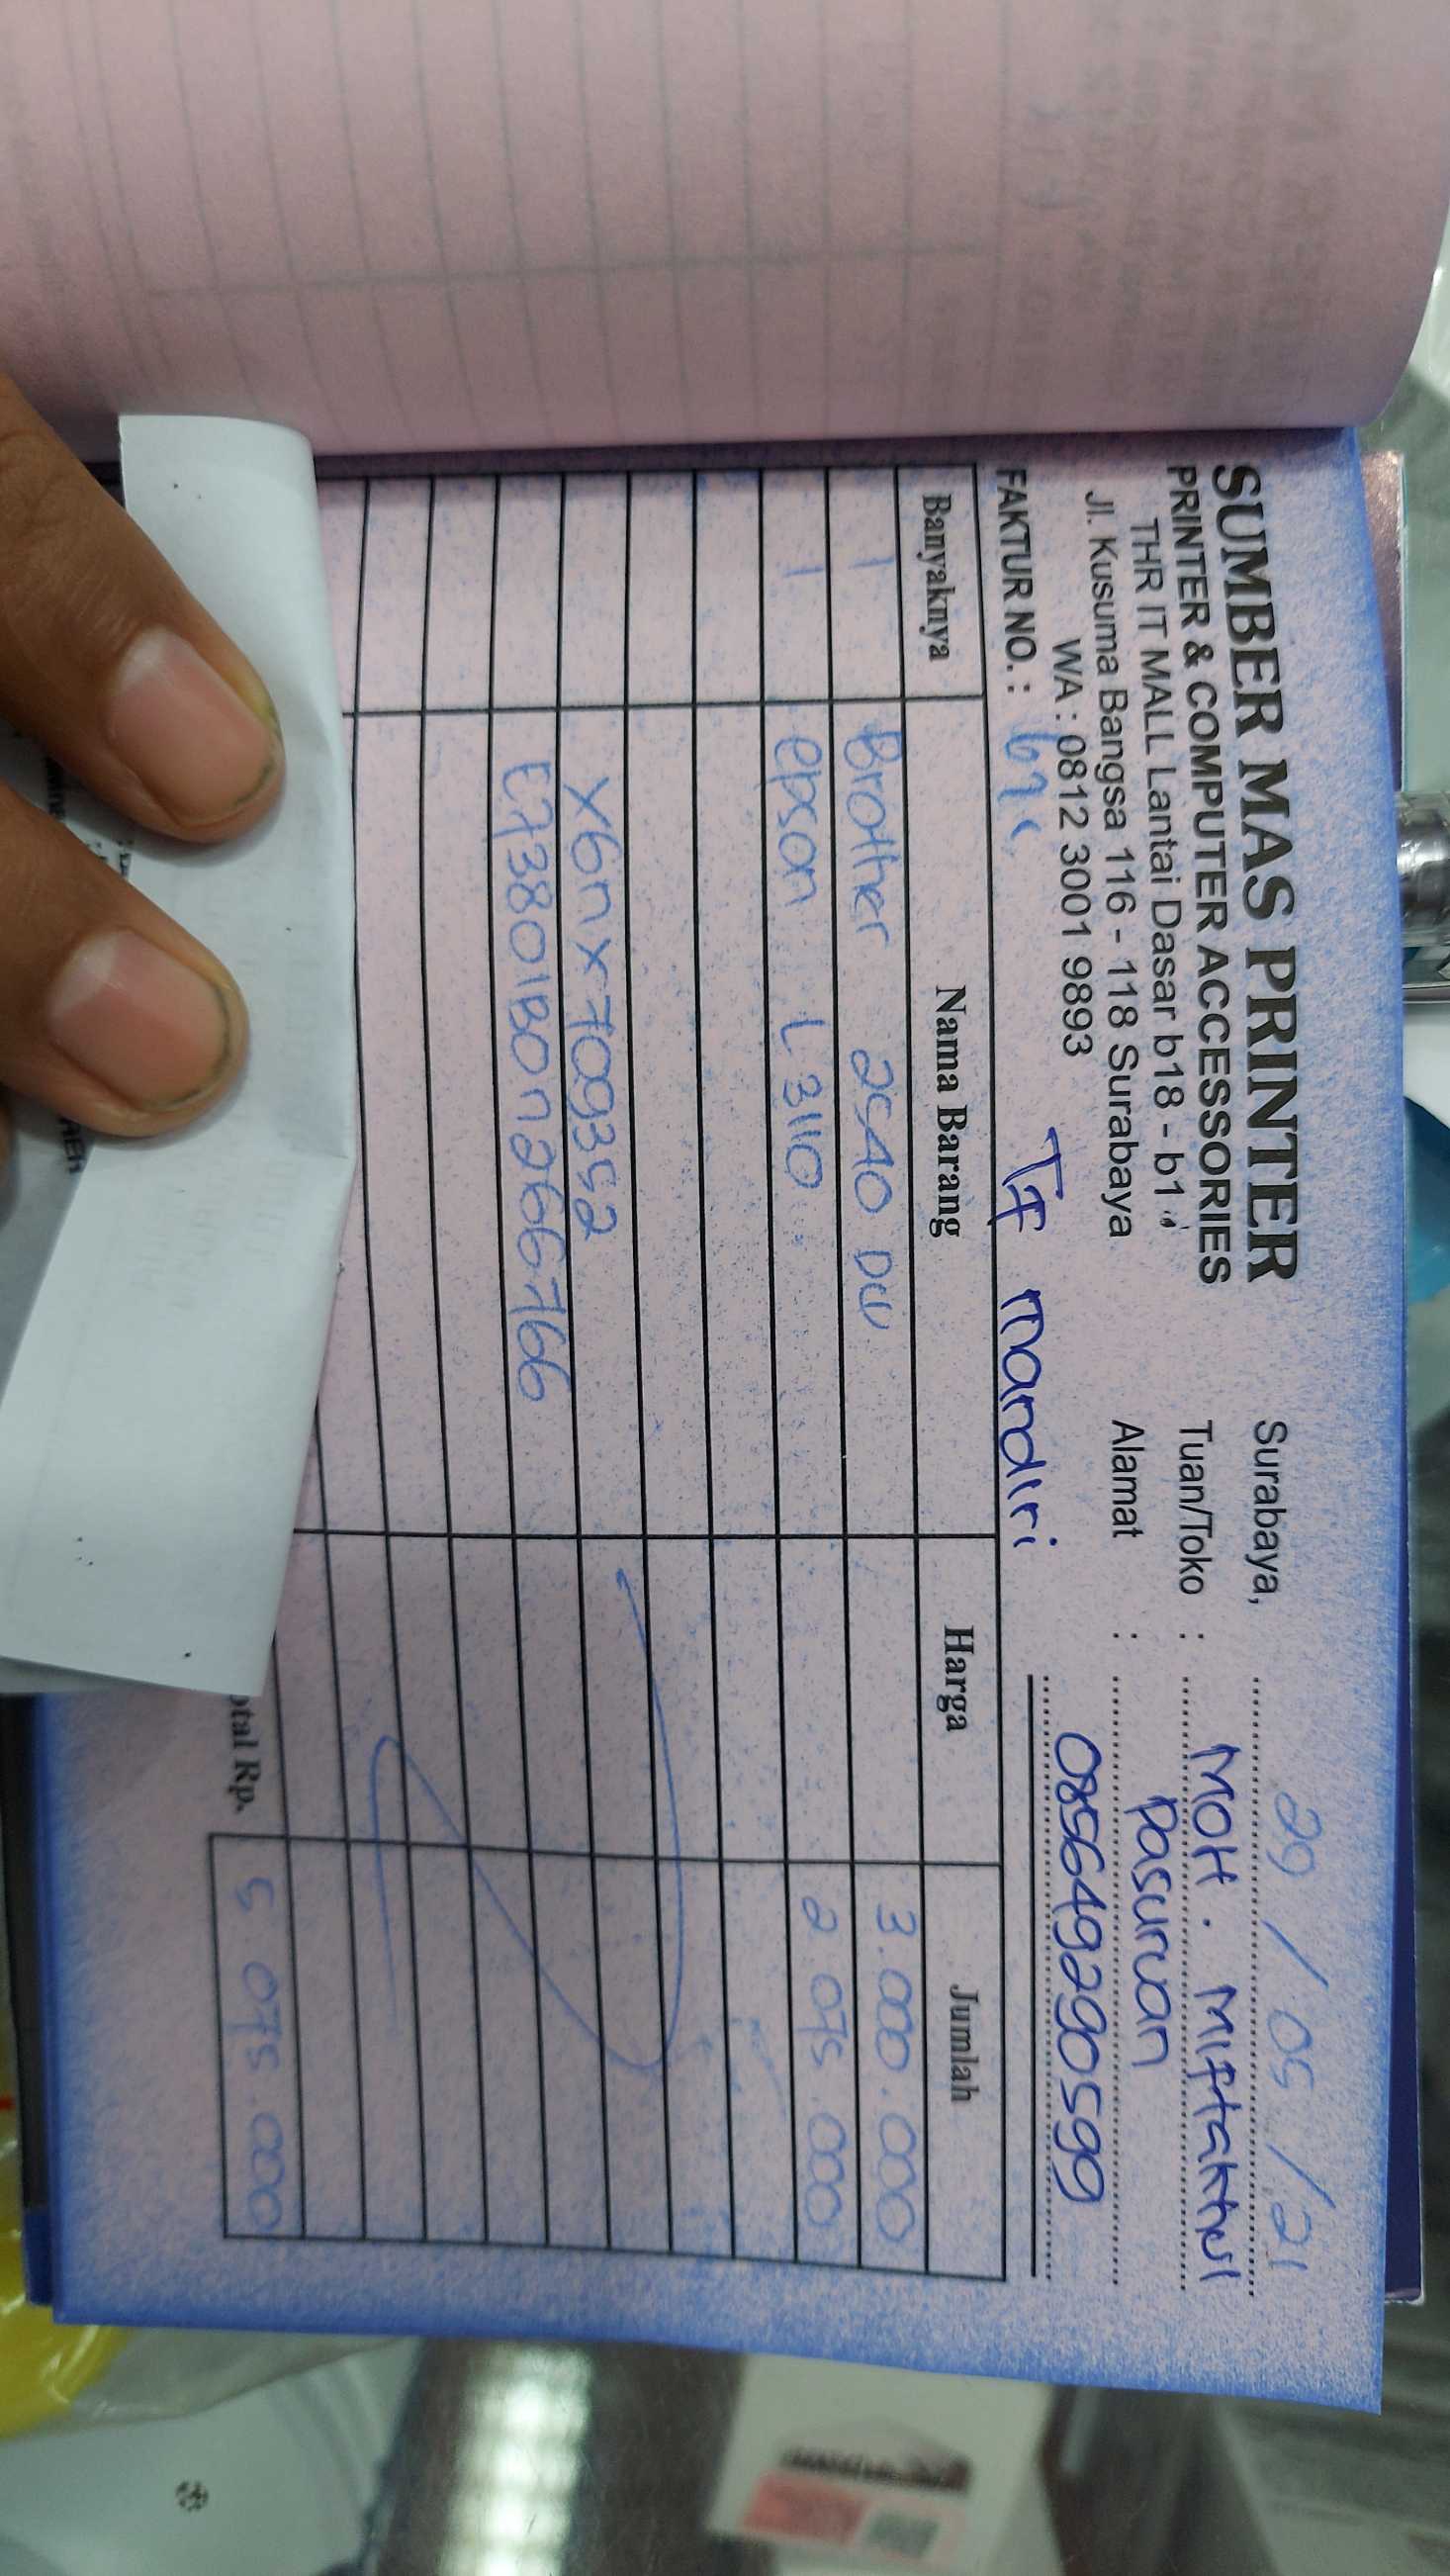 SUMBER MAS PRINTER
PRINTER & COMPUTER ACCESSORIES
THR IT MALL Lantai Dasar b18 - b1
Jl. Kusuma Bangsa 116 - 118 Surabaya
WA : 0812 3001 9893
Surabaya, 29 / 05 / 21
Tuan/Toko : MOH. Miftakhul
Alamat : Pasuruan
085649290599
FAKTUR NO. : TF mandiri
Banyaknya Nama Barang Harga Jumlah
1 Brother 2540 DW 3.000.000
1 epson L3110 2 075.000
X6nx709352
E73801B0n266766
otal Rp. 5 075.000